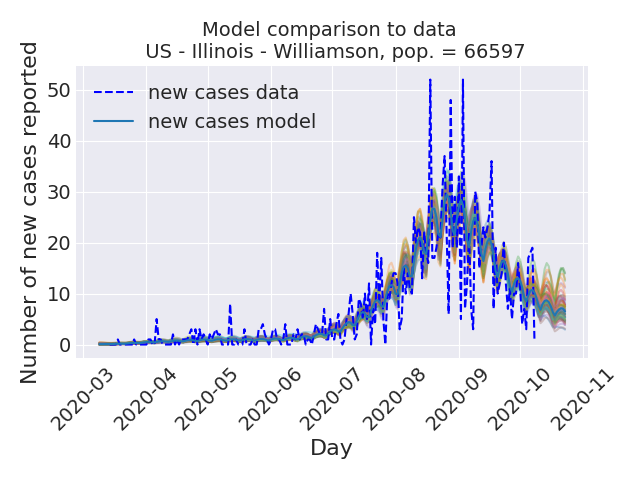 Model comparison to data
US - Illinois - Williamson, pop. = 66597
Number of new cases reported
50
40
30
20
10
0
new cases data
new cases model
2020-03
2020-04
2020-05
2020-06
2020-07
2020-08
2020-09
2020-10
2020-11
Day